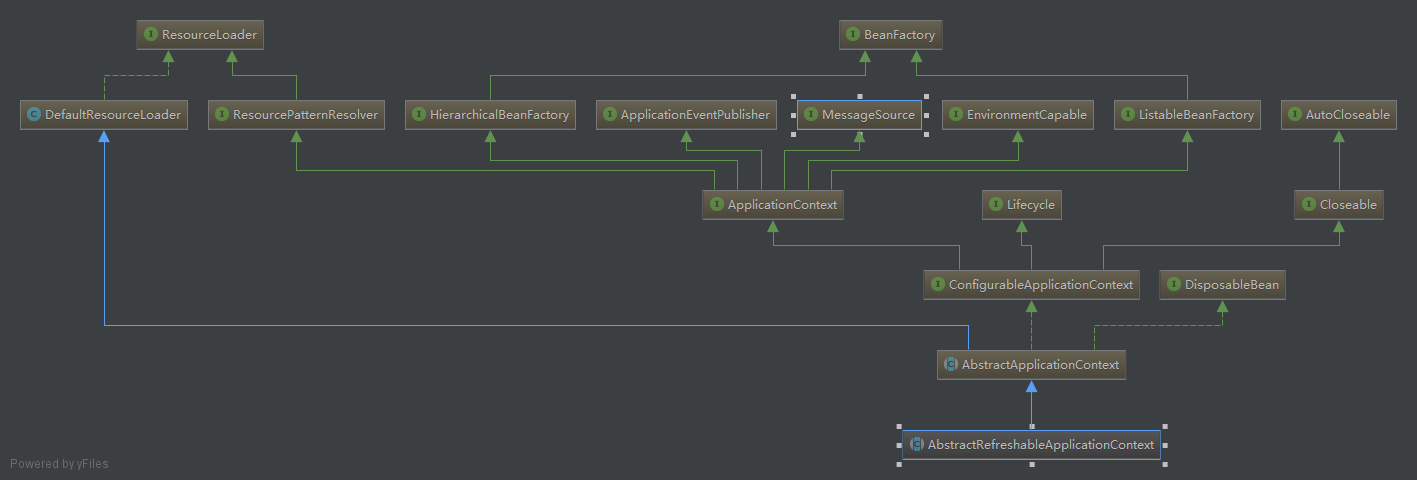 I ResourceLoader
I BeanFactory
C DefaultResourceLoader
I ResourcePatternResolver
I HierarchicalBeanFactory
I ApplicationEventPublisher
I MessageSource
I EnvironmentCapable
I ListableBeanFactory
I AutoCloseable
I ApplicationContext
I Lifecycle
I Closeable
I ConfigurableApplicationContext
I DisposableBean
C AbstractApplicationContext
C AbstractRefreshableApplicationContext
Powered by yFiles